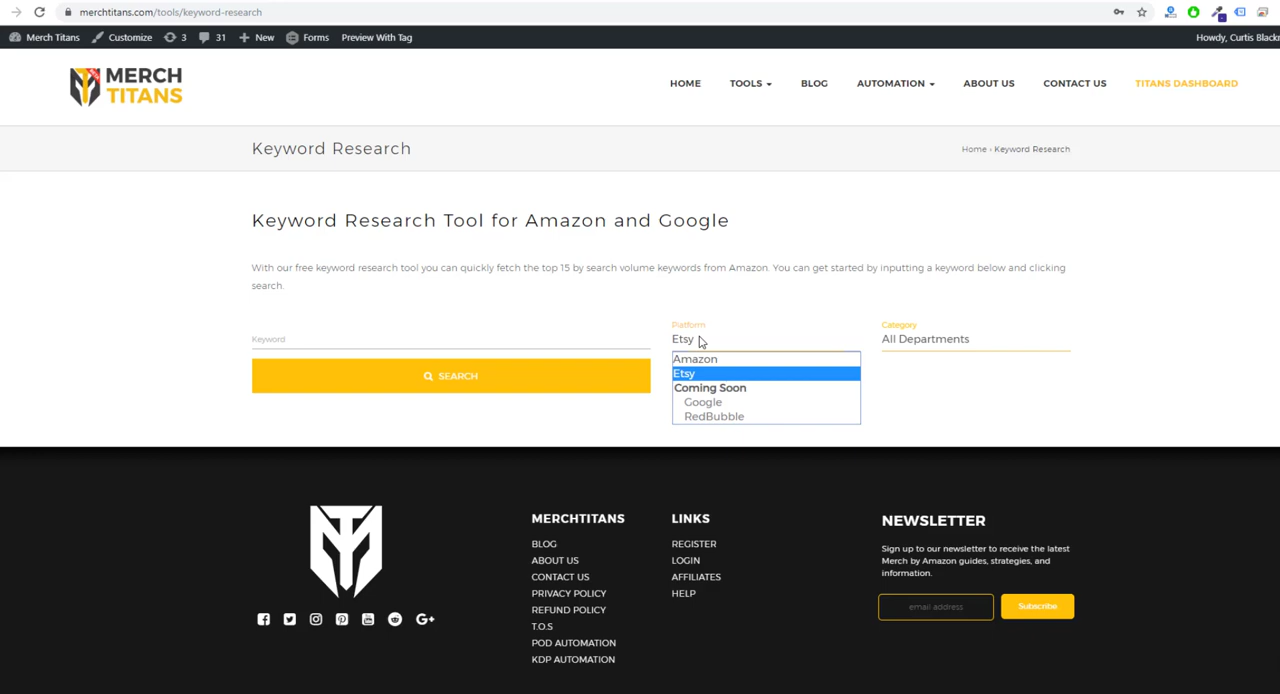 merchtitans.com/tools/keyword-research
Merch Titans Customize 3 31 New Forms Preview With Tag Howdy, Curtis Blackm
MERCH
TITANS
HOME TOOLS BLOG AUTOMATION ABOUT US CONTACT US TITANS DASHBOARD
Keyword Research
Home › Keyword Research
Keyword Research Tool for Amazon and Google
With our free keyword research tool you can quickly fetch the top 15 by search volume keywords from Amazon. You can get started by inputting a keyword below and clicking
search.
Keyword
SEARCH
Platform
Etsy
Amazon
Etsy
Coming Soon
Google
RedBubble
Category
All Departments
MERCHTITANS
BLOG
ABOUT US
CONTACT US
PRIVACY POLICY
REFUND POLICY
T.O.S
POD AUTOMATION
KDP AUTOMATION
LINKS
REGISTER
LOGIN
AFFILIATES
HELP
NEWSLETTER
Sign up to our newsletter to receive the latest
Merch by Amazon guides, strategies, and
information.
email address
Subscribe